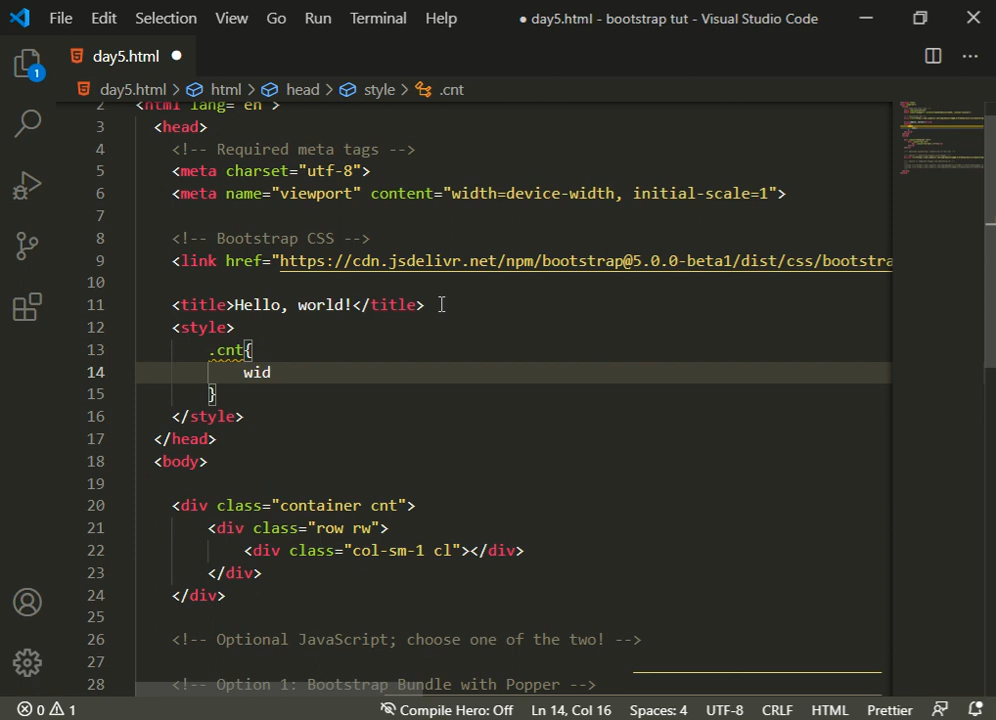 File Edit Selection View Go Run Terminal Help ● day5.html - bootstrap tut - Visual Studio Code
day5.html
1
day5.html > html > head > style > .cnt
2 <html lang="en">
3 <head>
4 <!-- Required meta tags -->
5 <meta charset="utf-8">
6 <meta name="viewport" content="width=device-width, initial-scale=1">
7
8 <!-- Bootstrap CSS -->
9 <link href="https://cdn.jsdelivr.net/npm/bootstrap@5.0.0-beta1/dist/css/bootstra
10
11 <title>Hello, world!</title>
12 <style>
13 .cnt{
14 wid
15 }
16 </style>
17 </head>
18 <body>
19
20 <div class="container cnt">
21 <div class="row rw">
22 <div class="col-sm-1 cl"></div>
23 </div>
24 </div>
25
26 <!-- Optional JavaScript; choose one of the two! -->
27
28 <!-- Option 1: Bootstrap Bundle with Popper -->
0 1 Compile Hero: Off Ln 14, Col 16 Spaces: 4 UTF-8 CRLF HTML Prettier